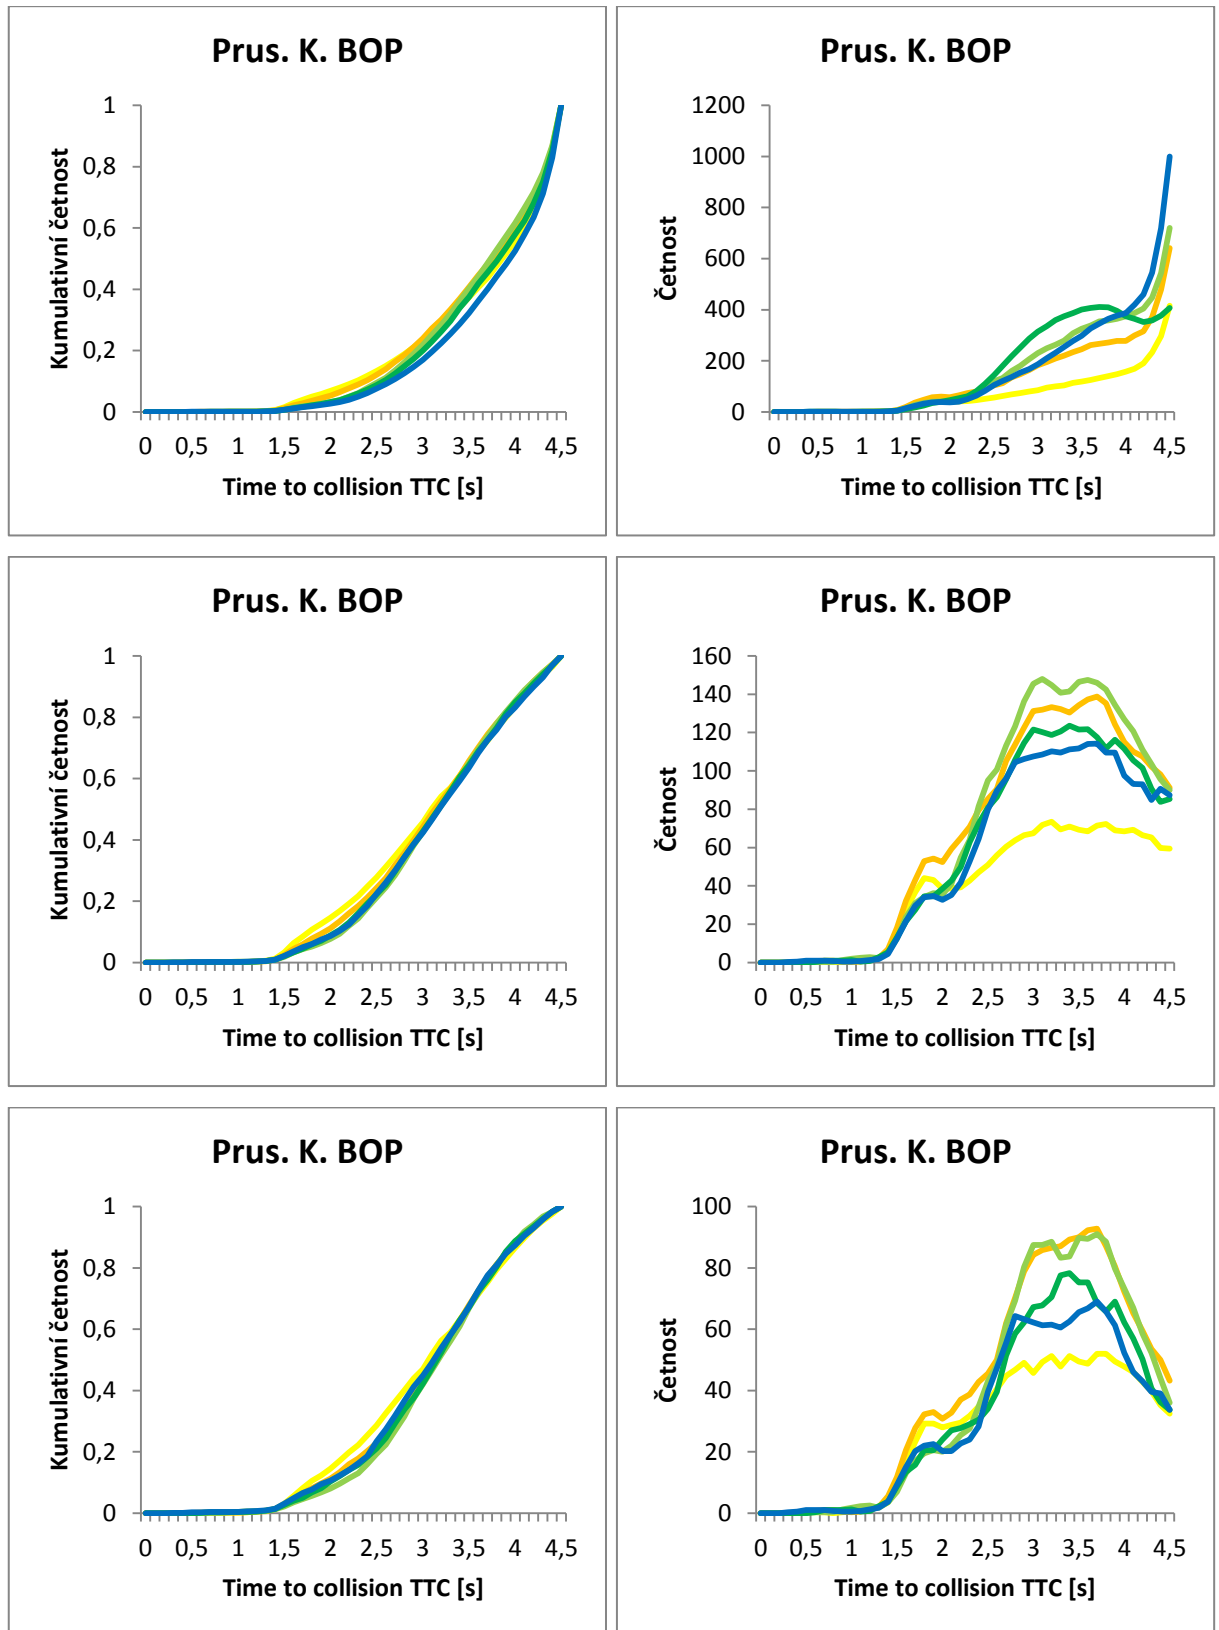 Prus. K. BOP
Kumulativní četnost
1
0,8
0,6
0,4
0,2
0
0 0,5 1 1,5 2 2,5 3 3,5 4 4,5
Time to collision TTC [s]
Prus. K. BOP
Četnost
1200
1000
800
600
400
200
0
0 0,5 1 1,5 2 2,5 3 3,5 4 4,5
Time to collision TTC [s]
Prus. K. BOP
Kumulativní četnost
1
0,8
0,6
0,4
0,2
0
0 0,5 1 1,5 2 2,5 3 3,5 4 4,5
Time to collision TTC [s]
Prus. K. BOP
Četnost
160
140
120
100
80
60
40
20
0
0 0,5 1 1,5 2 2,5 3 3,5 4 4,5
Time to collision TTC [s]
Prus. K. BOP
Kumulativní četnost
1
0,8
0,6
0,4
0,2
0
0 0,5 1 1,5 2 2,5 3 3,5 4 4,5
Time to collision TTC [s]
Prus. K. BOP
Četnost
100
80
60
40
20
0
0 0,5 1 1,5 2 2,5 3 3,5 4 4,5
Time to collision TTC [s]